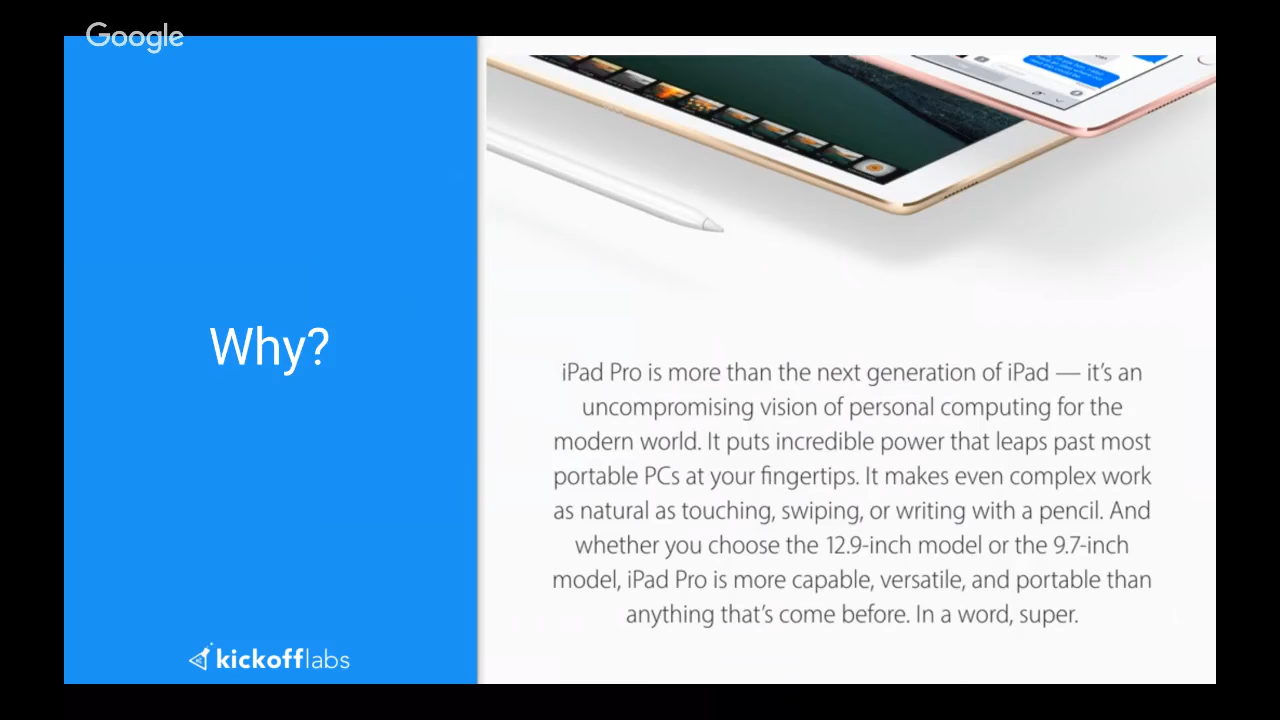 Google
Why?
kickofflabs
iPad Pro is more than the next generation of iPad — it's an
uncompromising vision of personal computing for the
modern world. It puts incredible power that leaps past most
portable PCs at your fingertips. It makes even complex work
as natural as touching, swiping, or writing with a pencil. And
whether you choose the 12.9-inch model or the 9.7-inch
model, iPad Pro is more capable, versatile, and portable than
anything that's come before. In a word, super.